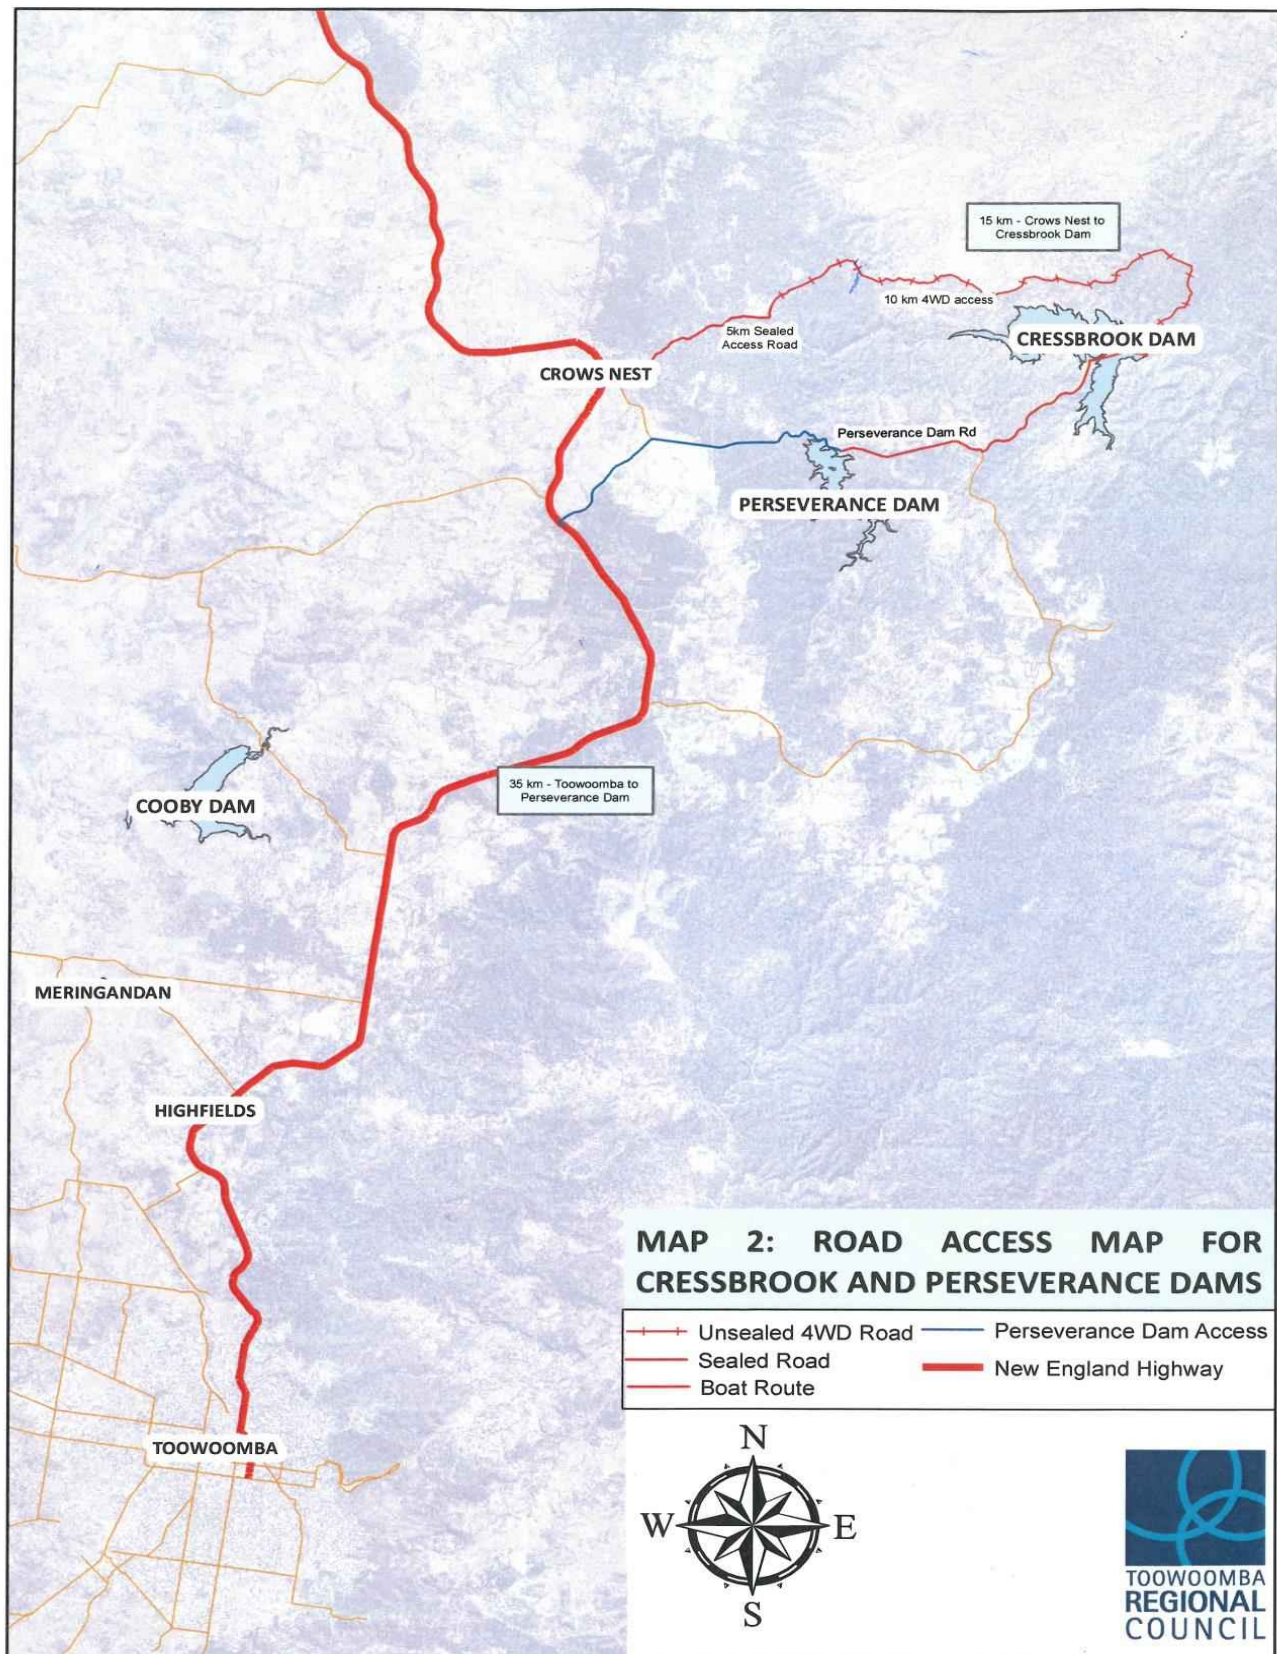 15 km - Crows Nest to
Cressbrook Dam
10 km 4WD access
5km Sealed
Access Road
CRESSBROOK DAM
CROWS NEST
Perseverance Dam Rd
PERSEVERANCE DAM
35 km - Toowoomba to
Perseverance Dam
COOBY DAM
MERINGANDAN
HIGHFIELDS
TOOWOOMBA
MAP 2: ROAD ACCESS MAP FOR
CRESSBROOK AND PERSEVERANCE DAMS
Unsealed 4WD Road
Perseverance Dam Access
Sealed Road
New England Highway
Boat Route
N
W
E
S
TOOWOOMBA
REGIONAL
COUNCIL